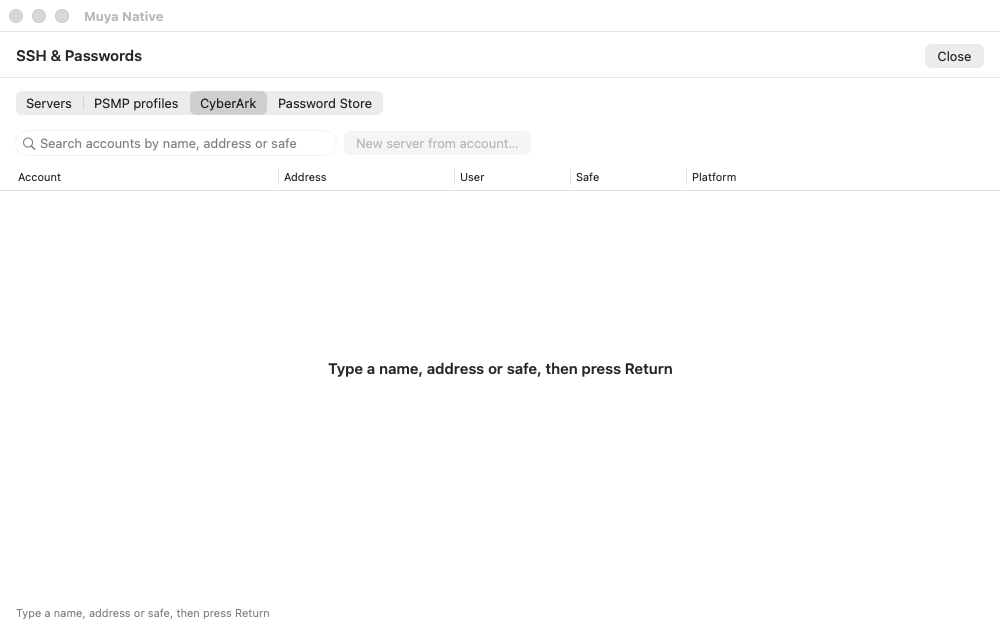 Muya Native
SSH & Passwords
Close
Servers
PSMP profiles
CyberArk
Password Store
Search accounts by name, address or safe
New server from account...
Account
Address
User
Safe
Platform
Type a name, address or safe, then press Return
Type a name, address or safe, then press Return